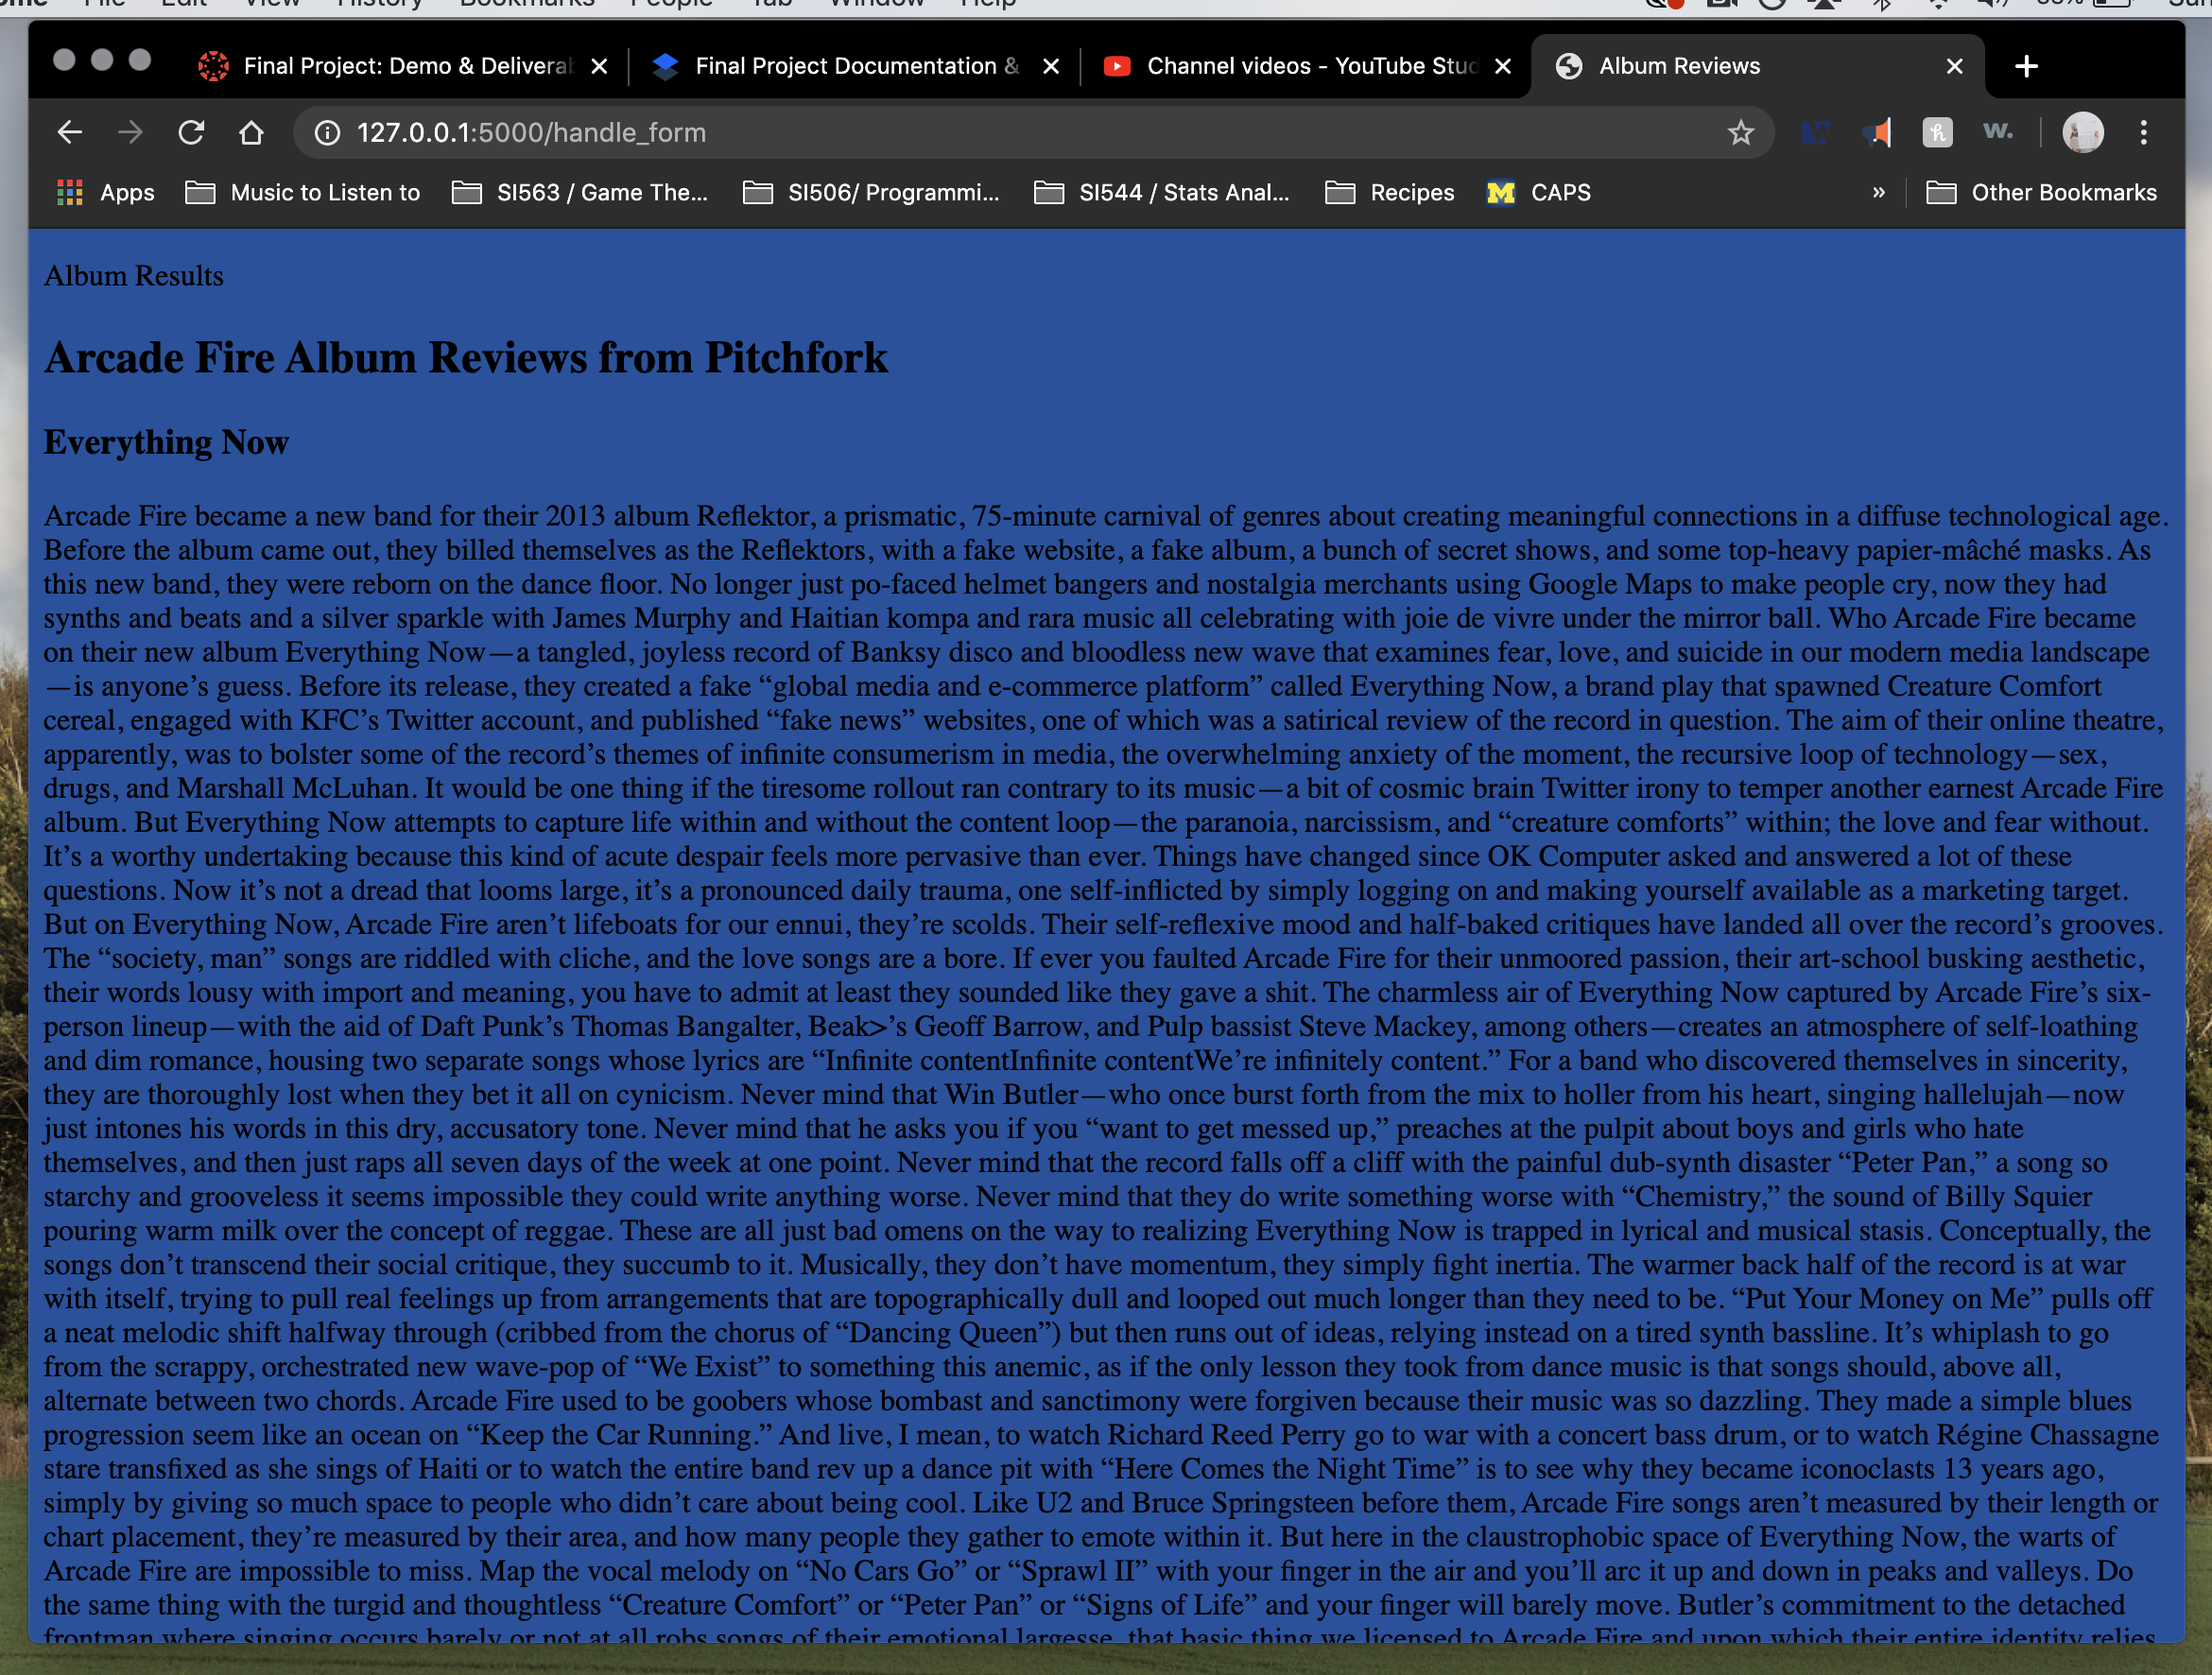 File Edit View History Bookmarks People Tab Window Help
Final Project: Demo & Delivera
Final Project Documentation &
Channel videos - YouTube Stud
Album Reviews
127.0.0.1:5000/handle_form
Apps
Music to Listen to
SI563 / Game The...
SI506/ Programmi...
SI544 / Stats Anal...
Recipes
CAPS
»
Other Bookmarks
Album Results
Arcade Fire Album Reviews from Pitchfork
Everything Now
Arcade Fire became a new band for their 2013 album Reflektor, a prismatic, 75-minute carnival of genres about creating meaningful connections in a diffuse technological age.
Before the album came out, they billed themselves as the Reflektors, with a fake website, a fake album, a bunch of secret shows, and some top-heavy papier-mâché masks. As
this new band, they were reborn on the dance floor. No longer just po-faced helmet bangers and nostalgia merchants using Google Maps to make people cry, now they had
synths and beats and a silver sparkle with James Murphy and Haitian kompa and rara music all celebrating with joie de vivre under the mirror ball. Who Arcade Fire became
on their new album Everything Now—a tangled, joyless record of Banksy disco and bloodless new wave that examines fear, love, and suicide in our modern media landscape
—is anyone’s guess. Before its release, they created a fake “global media and e-commerce platform” called Everything Now, a brand play that spawned Creature Comfort
cereal, engaged with KFC’s Twitter account, and published “fake news” websites, one of which was a satirical review of the record in question. The aim of their online theatre,
apparently, was to bolster some of the record’s themes of infinite consumerism in media, the overwhelming anxiety of the moment, the recursive loop of technology—sex,
drugs, and Marshall McLuhan. It would be one thing if the tiresome rollout ran contrary to its music—a bit of cosmic brain Twitter irony to temper another earnest Arcade Fire
album. But Everything Now attempts to capture life within and without the content loop—the paranoia, narcissism, and “creature comforts” within; the love and fear without.
It’s a worthy undertaking because this kind of acute despair feels more pervasive than ever. Things have changed since OK Computer asked and answered a lot of these
questions. Now it’s not a dread that looms large, it’s a pronounced daily trauma, one self-inflicted by simply logging on and making yourself available as a marketing target.
But on Everything Now, Arcade Fire aren’t lifeboats for our ennui, they’re scolds. Their self-reflexive mood and half-baked critiques have landed all over the record’s grooves.
The “society, man” songs are riddled with cliche, and the love songs are a bore. If ever you faulted Arcade Fire for their unmoored passion, their art-school busking aesthetic,
their words lousy with import and meaning, you have to admit at least they sounded like they gave a shit. The charmless air of Everything Now captured by Arcade Fire’s six-
person lineup—with the aid of Daft Punk’s Thomas Bangalter, Beak>’s Geoff Barrow, and Pulp bassist Steve Mackey, among others—creates an atmosphere of self-loathing
and dim romance, housing two separate songs whose lyrics are “Infinite contentInfinite contentWe’re infinitely content.” For a band who discovered themselves in sincerity,
they are thoroughly lost when they bet it all on cynicism. Never mind that Win Butler—who once burst forth from the mix to holler from his heart, singing hallelujah—now
just intones his words in this dry, accusatory tone. Never mind that he asks you if you “want to get messed up,” preaches at the pulpit about boys and girls who hate
themselves, and then just raps all seven days of the week at one point. Never mind that the record falls off a cliff with the painful dub-synth disaster “Peter Pan,” a song so
starchy and grooveless it seems impossible they could write anything worse. Never mind that they do write something worse with “Chemistry,” the sound of Billy Squier
pouring warm milk over the concept of reggae. These are all just bad omens on the way to realizing Everything Now is trapped in lyrical and musical stasis. Conceptually, the
songs don’t transcend their social critique, they succumb to it. Musically, they don’t have momentum, they simply fight inertia. The warmer back half of the record is at war
with itself, trying to pull real feelings up from arrangements that are topographically dull and looped out much longer than they need to be. “Put Your Money on Me” pulls off
a neat melodic shift halfway through (cribbed from the chorus of “Dancing Queen”) but then runs out of ideas, relying instead on a tired synth bassline. It’s whiplash to go
from the scrappy, orchestrated new wave-pop of “We Exist” to something this anemic, as if the only lesson they took from dance music is that songs should, above all,
alternate between two chords. Arcade Fire used to be goobers whose bombast and sanctimony were forgiven because their music was so dazzling. They made a simple blues
progression seem like an ocean on “Keep the Car Running.” And live, I mean, to watch Richard Reed Perry go to war with a concert bass drum, or to watch Régine Chassagne
stare transfixed as she sings of Haiti or to watch the entire band rev up a dance pit with “Here Comes the Night Time” is to see why they became iconoclasts 13 years ago,
simply by giving so much space to people who didn’t care about being cool. Like U2 and Bruce Springsteen before them, Arcade Fire songs aren’t measured by their length or
chart placement, they’re measured by their area, and how many people they gather to emote within it. But here in the claustrophobic space of Everything Now, the warts of
Arcade Fire are impossible to miss. Map the vocal melody on “No Cars Go” or “Sprawl II” with your finger in the air and you’ll arc it up and down in peaks and valleys. Do
the same thing with the turgid and thoughtless “Creature Comfort” or “Peter Pan” or “Signs of Life” and your finger will barely move. Butler’s commitment to the detached
frontman where singing occurs barely or not at all robs songs of their emotional largesse, that basic thing we licensed to Arcade Fire and upon which their entire identity relies